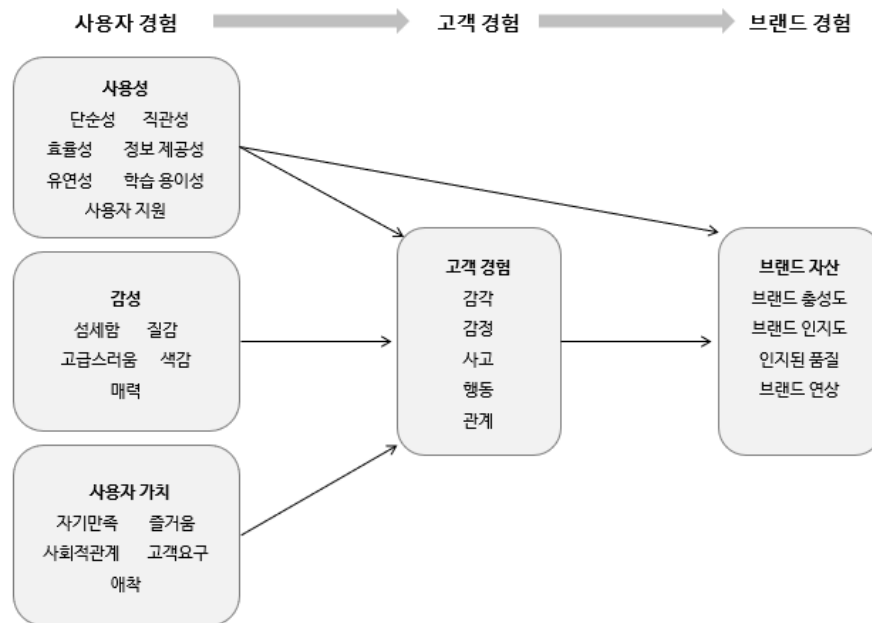 사용자 경험
고객 경험
브랜드 경험
사용성
단순성 직관성
효율성 정보 제공성
유연성 학습 용이성
사용자 지원
감성
섬세함 질감
고급스러움 색감
매력
사용자 가치
자기만족 즐거움
사회적관계 고객요구
애착
고객 경험
감각
감정
사고
행동
관계
브랜드 자산
브랜드 충성도
브랜드 인지도
인지된 품질
브랜드 연상